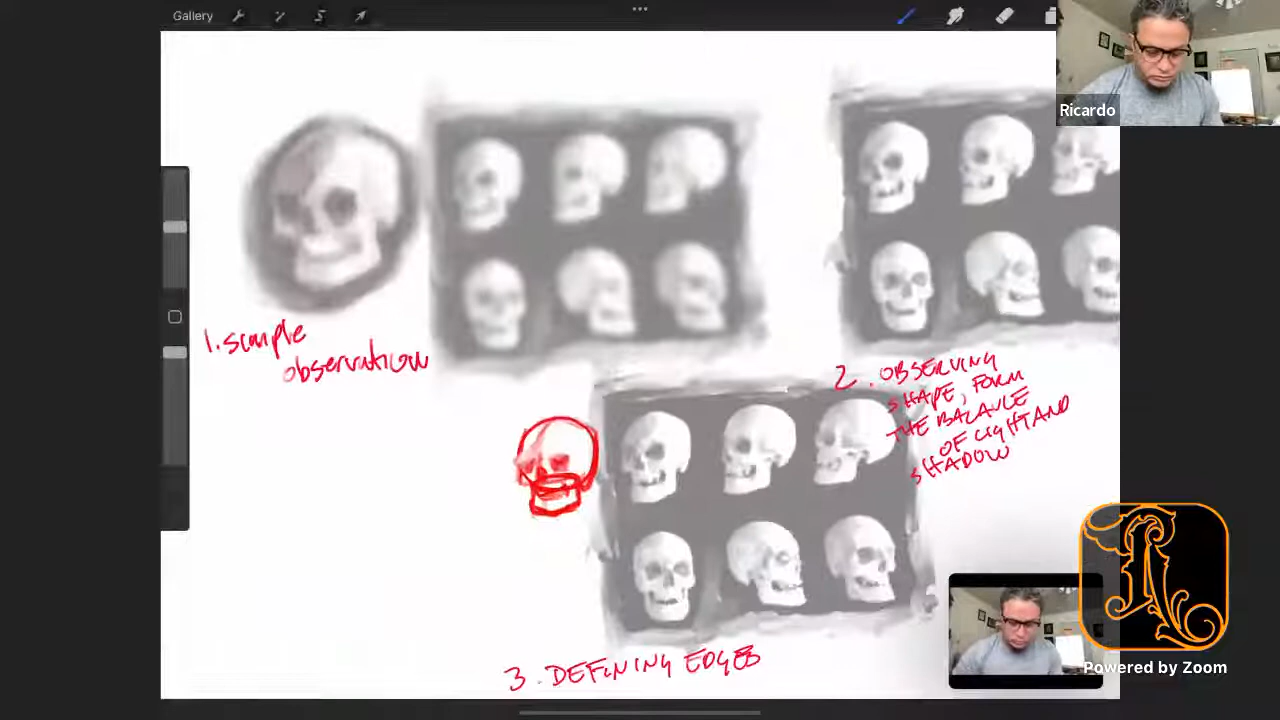 Gallery
Ricardo
1. simple
observation
2. OBSERVING
SHAPE, FORM
THE BALANCE
OF LIGHT AND
SHADOW
3. DEFINING EDGES
Powered by Zoom